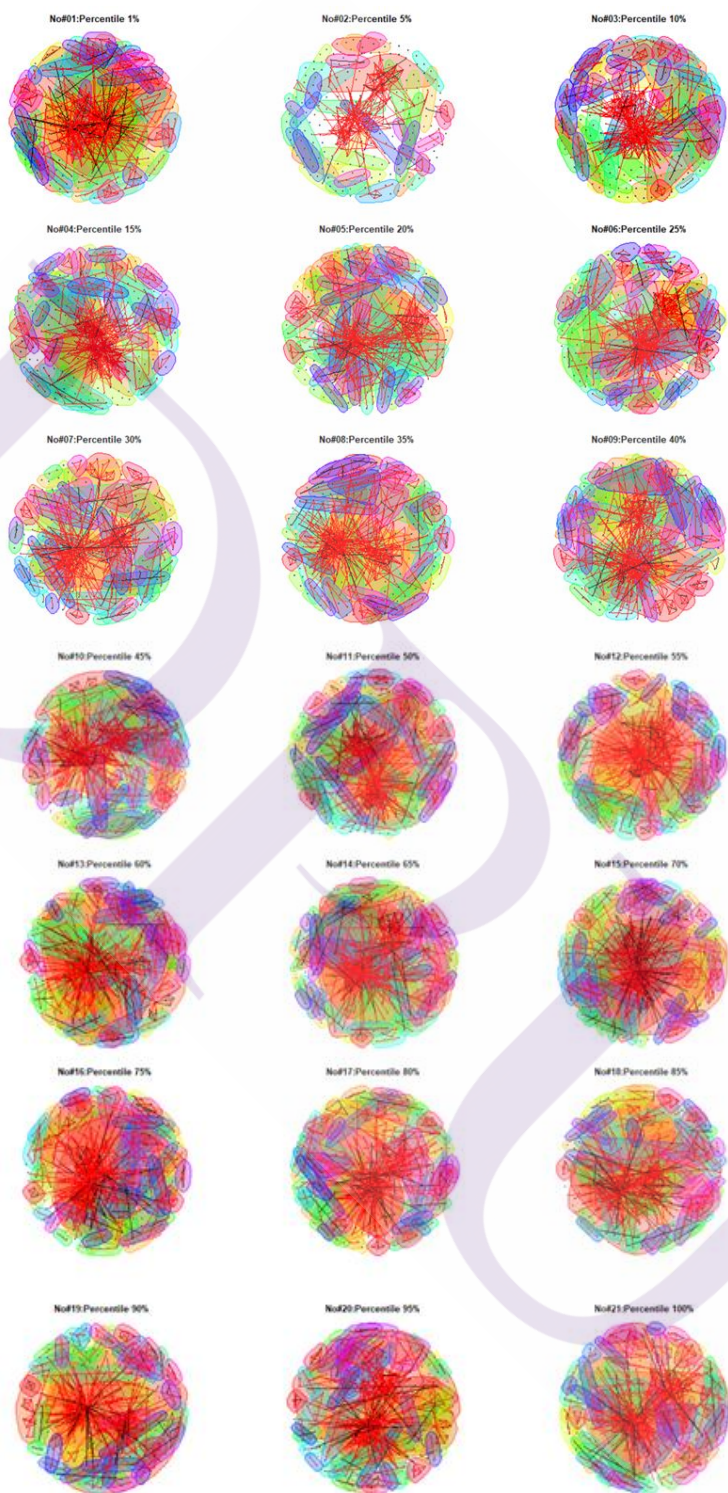 No#01:Percentile 1%
No#02:Percentile 5%
No#03:Percentile 10%
No#04:Percentile 15%
No#05:Percentile 20%
No#06:Percentile 25%
No#07:Percentile 30%
No#08:Percentile 35%
No#09:Percentile 40%
No#10:Percentile 45%
No#11:Percentile 50%
No#12:Percentile 55%
No#13:Percentile 60%
No#14:Percentile 65%
No#15:Percentile 70%
No#16:Percentile 75%
No#17:Percentile 80%
No#18:Percentile 85%
No#19:Percentile 90%
No#20:Percentile 95%
No#21:Percentile 100%